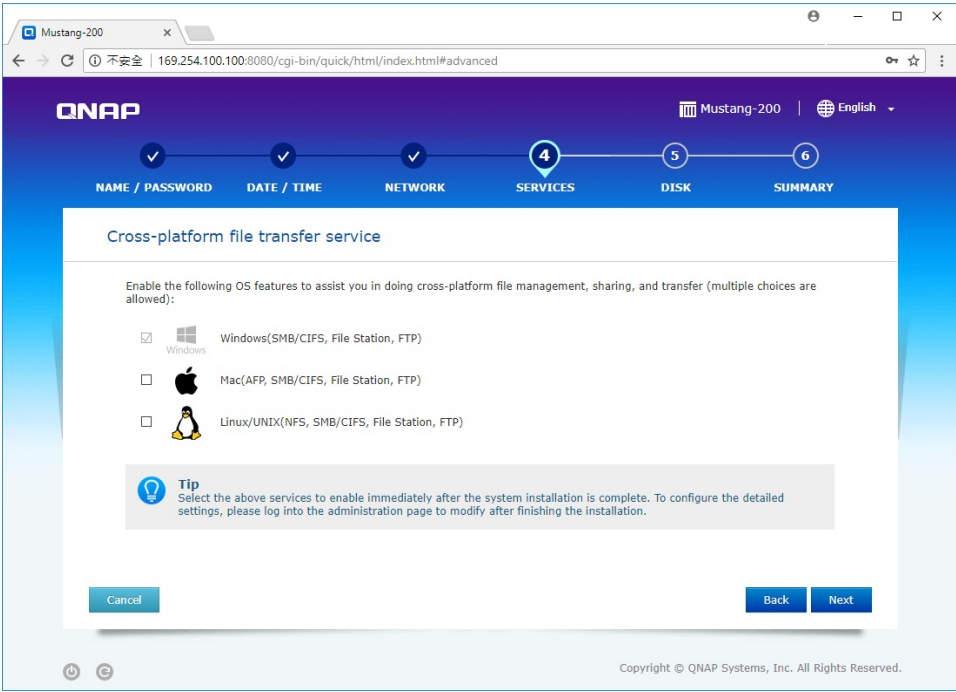 Mustang-200
不安全 | 169.254.100.100:8080/cgi-bin/quick/html/index.html#advanced
QNAP
Mustang-200 | English
4 5 6
NAME / PASSWORD DATE / TIME NETWORK SERVICES DISK SUMMARY
Cross-platform file transfer service
Enable the following OS features to assist you in doing cross-platform file management, sharing, and transfer (multiple choices are
allowed):
Windows
Windows(SMB/CIFS, File Station, FTP)
Mac(AFP, SMB/CIFS, File Station, FTP)
Linux/UNIX(NFS, SMB/CIFS, File Station, FTP)
Tip
Select the above services to enable immediately after the system installation is complete. To configure the detailed
settings, please log into the administration page to modify after finishing the installation.
Cancel Back Next
Copyright © QNAP Systems, Inc. All Rights Reserved.